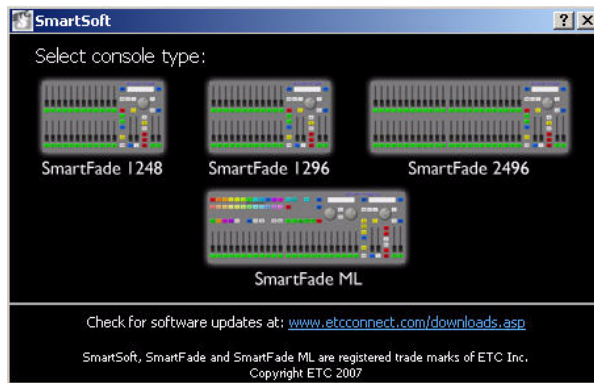 SmartSoft
Select console type:
SmartFade 1248 SmartFade 1296 SmartFade 2496
SmartFade ML
Check for software updates at: www.etcconnect.com/downloads.asp
SmartSoft, SmartFade and SmartFade ML are registered trade marks of ETC Inc.
Copyright ETC 2007